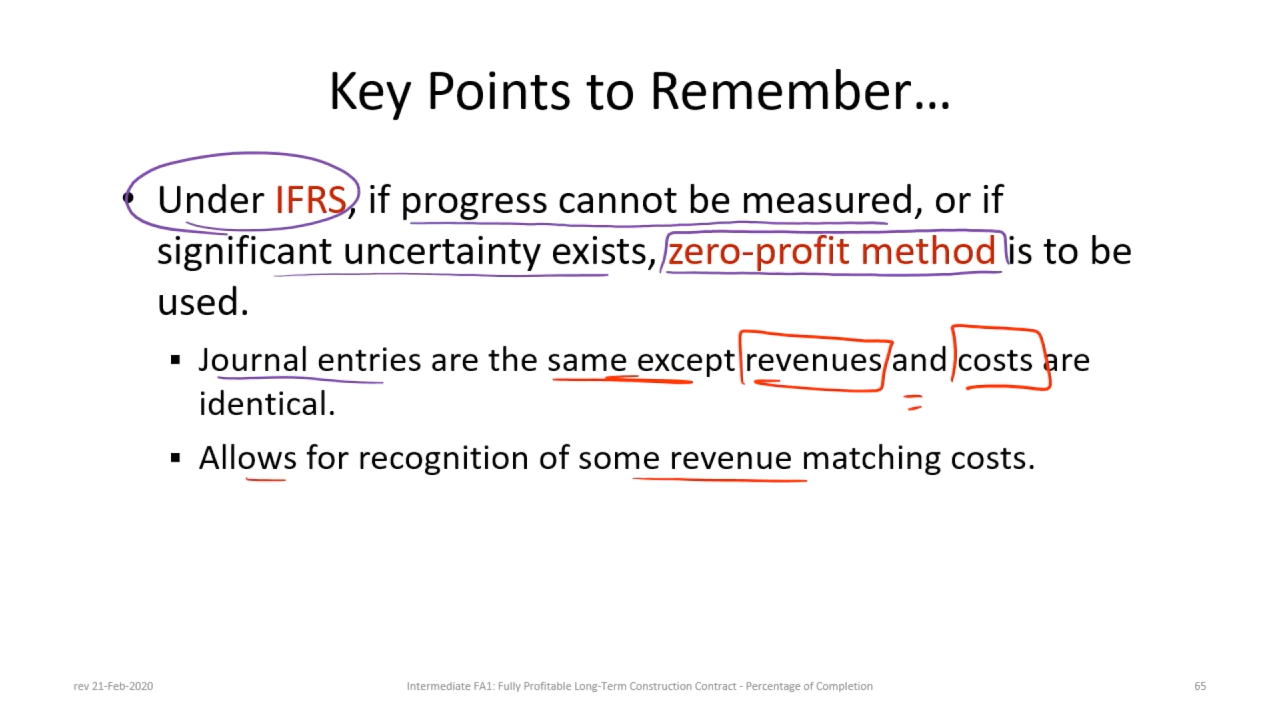 Key Points to Remember…
• Under IFRS, if progress cannot be measured, or if
significant uncertainty exists, zero-profit method is to be
used.
▪ Journal entries are the same except revenues and costs are
=
identical.
▪ Allows for recognition of some revenue matching costs.
rev 21-Feb-2020
Intermediate FA1: Fully Profitable Long-Term Construction Contract - Percentage of Completion
65